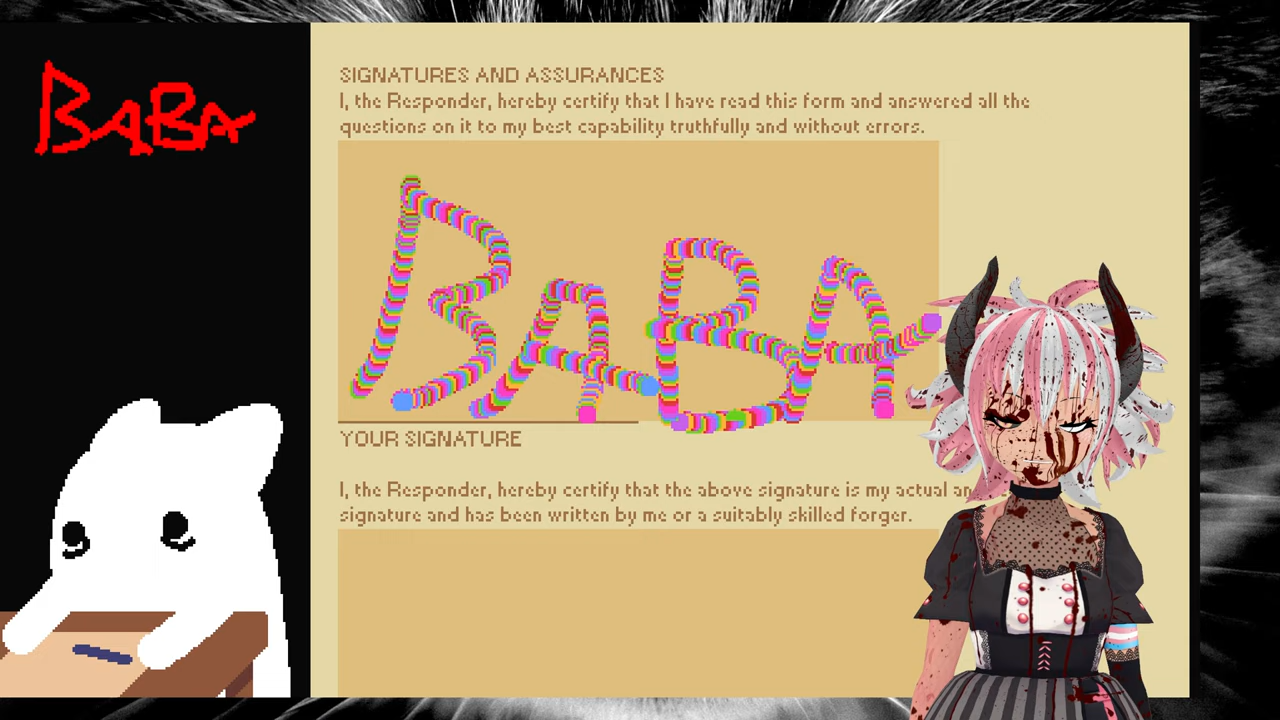 BABA
SIGNATURES AND ASSURANCES
I, the Responder, hereby certify that I have read this form and answered all the
questions on it to my best capability truthfully and without errors.
BABA
YOUR SIGNATURE
I, the Responder, hereby certify that the above signature is my actual
signature and has been written by me or a suitably skilled forger.